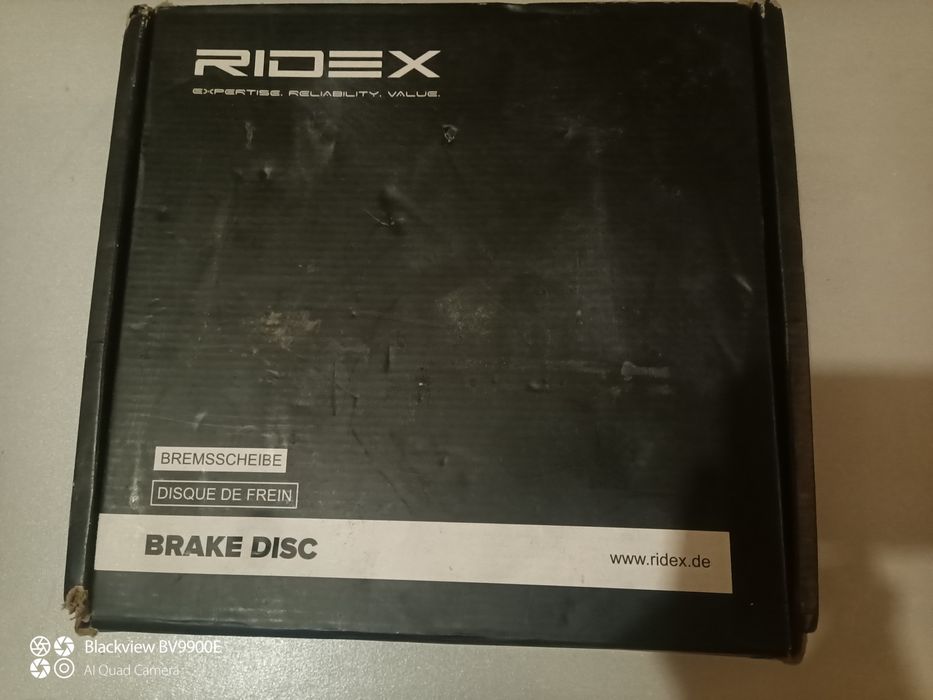 RIDEX
EXPERTISE. RELIABILITY. VALUE.
BREMSSCHEIBE
DISQUE DE FREIN
BRAKE DISC
www.ridex.de
Blackview BV9900E
AI Quad Camera